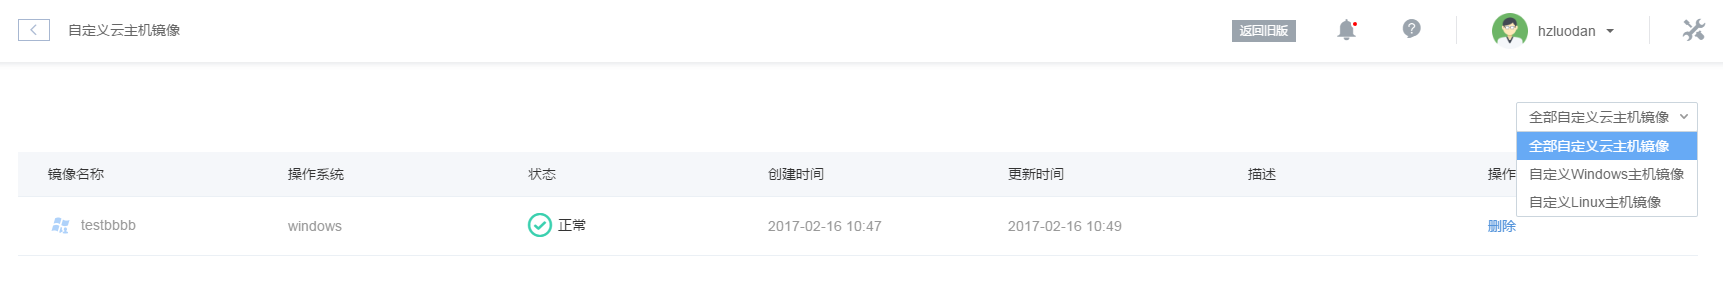 自定义云主机镜像 返回旧版 hzluodan
全部自定义云主机镜像
全部自定义云主机镜像
自定义Windows主机镜像
自定义Linux主机镜像
镜像名称 操作系统 状态 创建时间 更新时间 描述 操作
testbbbb windows 正常 2017-02-16 10:47 2017-02-16 10:49 删除